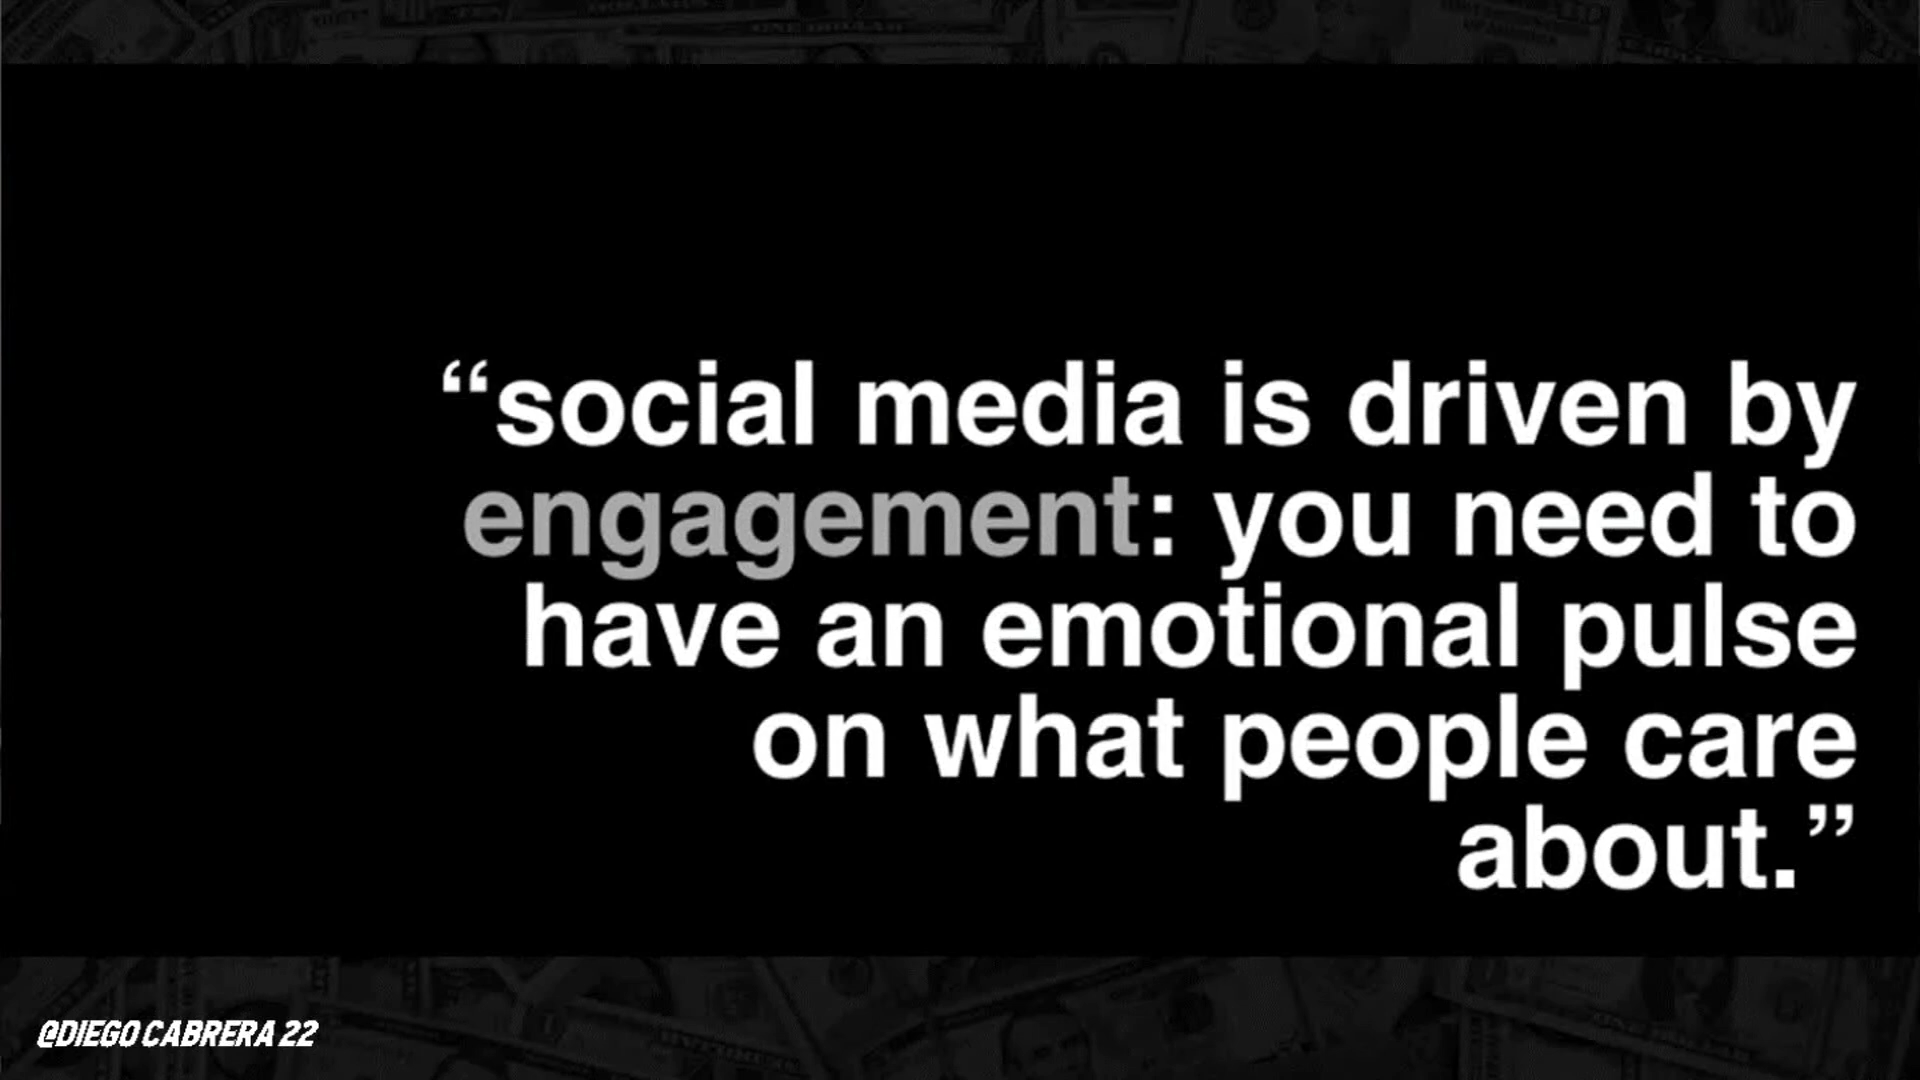 “social media is driven by
engagement: you need to
have an emotional pulse
on what people care
about.”
@DIEGO CABRERA 22